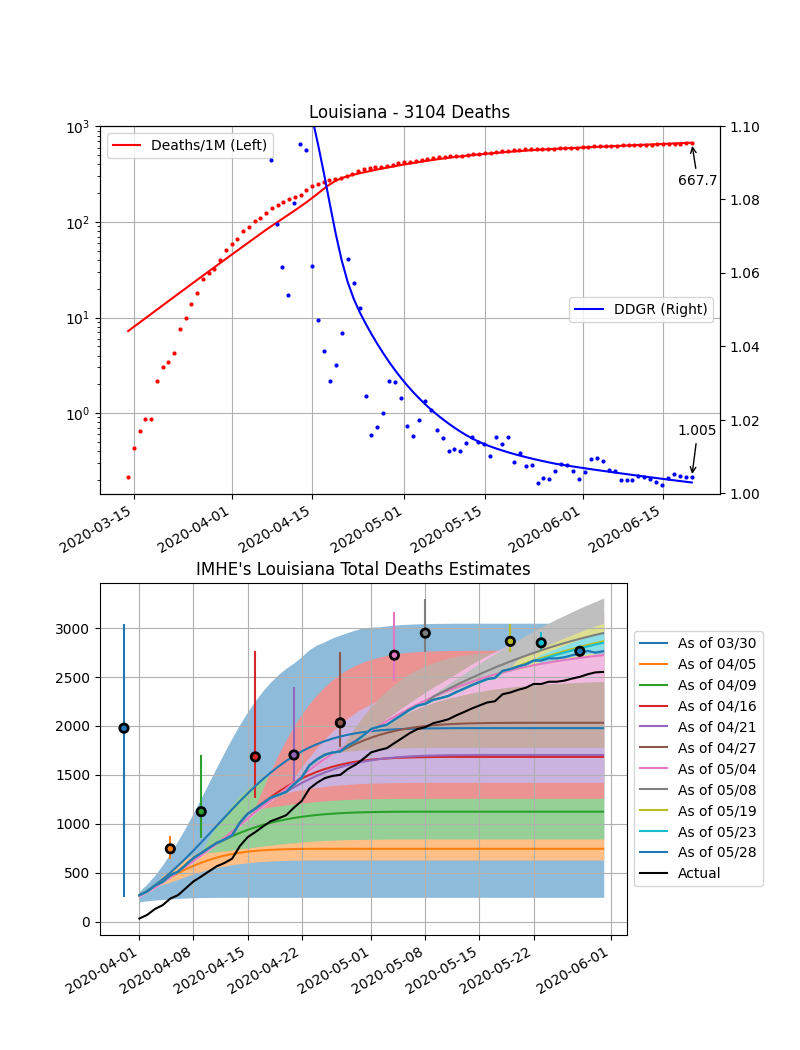 Louisiana - 3104 Deaths
10³
10²
10¹
10⁰
Deaths/1M (Left)
DDGR (Right)
667.7
1.005
1.10
1.08
1.06
1.04
1.02
1.00
2020-03-15
2020-04-01
2020-04-15
2020-05-01
2020-05-15
2020-06-01
2020-06-15
IMHE's Louisiana Total Deaths Estimates
3000
2500
2000
1500
1000
500
0
2020-04-01
2020-04-08
2020-04-15
2020-04-22
2020-05-01
2020-05-08
2020-05-15
2020-05-22
2020-06-01
As of 03/30
As of 04/05
As of 04/09
As of 04/16
As of 04/21
As of 04/27
As of 05/04
As of 05/08
As of 05/19
As of 05/23
As of 05/28
Actual